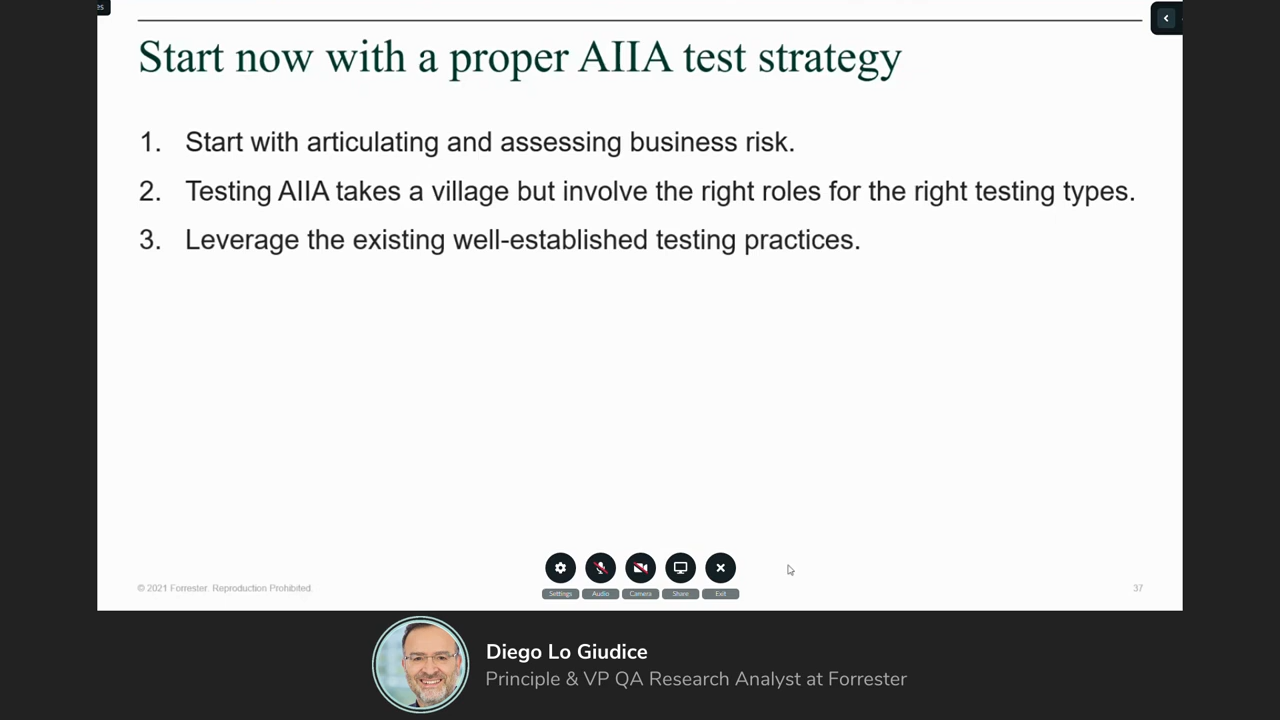 es
Start now with a proper AIIA test strategy
1. Start with articulating and assessing business risk.
2. Testing AIIA takes a village but involve the right roles for the right testing types.
3. Leverage the existing well-established testing practices.
Settings Audio Camera Share Exit
© 2021 Forrester. Reproduction Prohibited.
37
Diego Lo Giudice
Principle & VP QA Research Analyst at Forrester